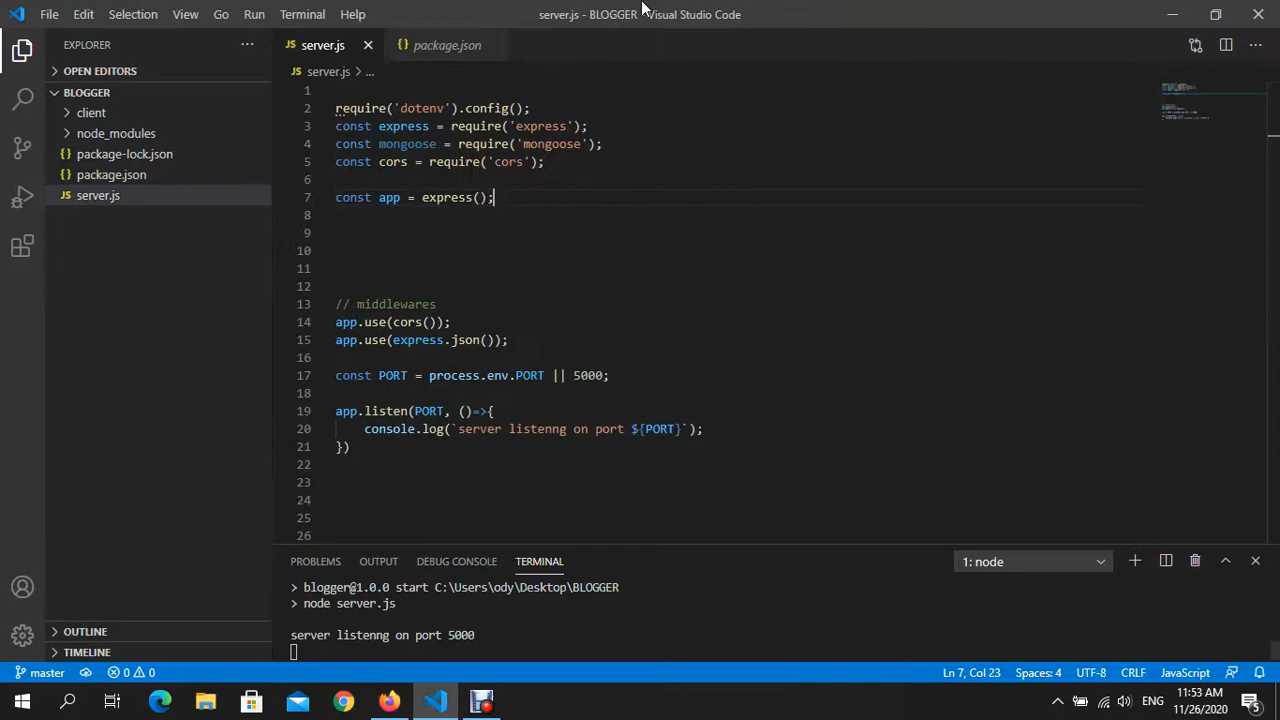 File Edit Selection View Go Run Terminal Help server.js - BLOGGER - Visual Studio Code
EXPLORER ···
server.js package.json
OPEN EDITORS
server.js > ...
BLOGGER
client
node_modules
package-lock.json
package.json
server.js
1
2 require('dotenv').config();
3 const express = require('express');
4 const mongoose = require('mongoose');
5 const cors = require('cors');
6
7 const app = express();
8
9
10
11
12
13 // middlewares
14 app.use(cors());
15 app.use(express.json());
16
17 const PORT = process.env.PORT || 5000;
18
19 app.listen(PORT, ()=>{
20 console.log(`server listenng on port ${PORT}`);
21 })
22
23
24
25
26
PROBLEMS OUTPUT DEBUG CONSOLE TERMINAL 1: node
> blogger@1.0.0 start C:\Users\ody\Desktop\BLOGGER
> node server.js
server listenng on port 5000
OUTLINE
TIMELINE
master 0 0 Ln 7, Col 23 Spaces: 4 UTF-8 CRLF JavaScript
ENG 11:53 AM
11/26/2020 5